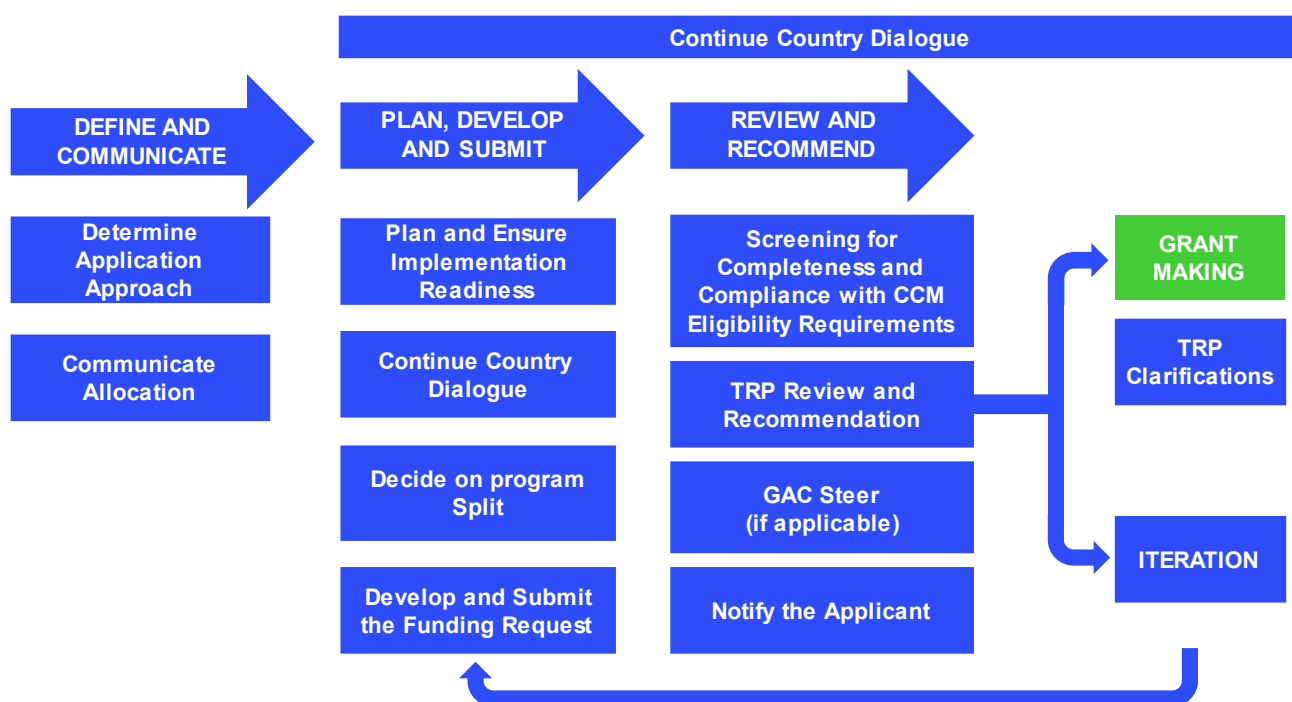 Continue Country Dialogue
DEFINE AND
COMMUNICATE
Determine
Application
Approach
Communicate
Allocation
PLAN, DEVELOP
AND SUBMIT
Plan and Ensure
Implementation
Readiness
Continue Country
Dialogue
Decide on program
Split
Develop and Submit
the Funding Request
REVIEW AND
RECOMMEND
Screening for
Completeness and
Compliance with CCM
Eligibility Requirements
TRP Review and
Recommendation
GAC Steer
(if applicable)
Notify the Applicant
GRANT
MAKING
TRP
Clarifications
ITERATION